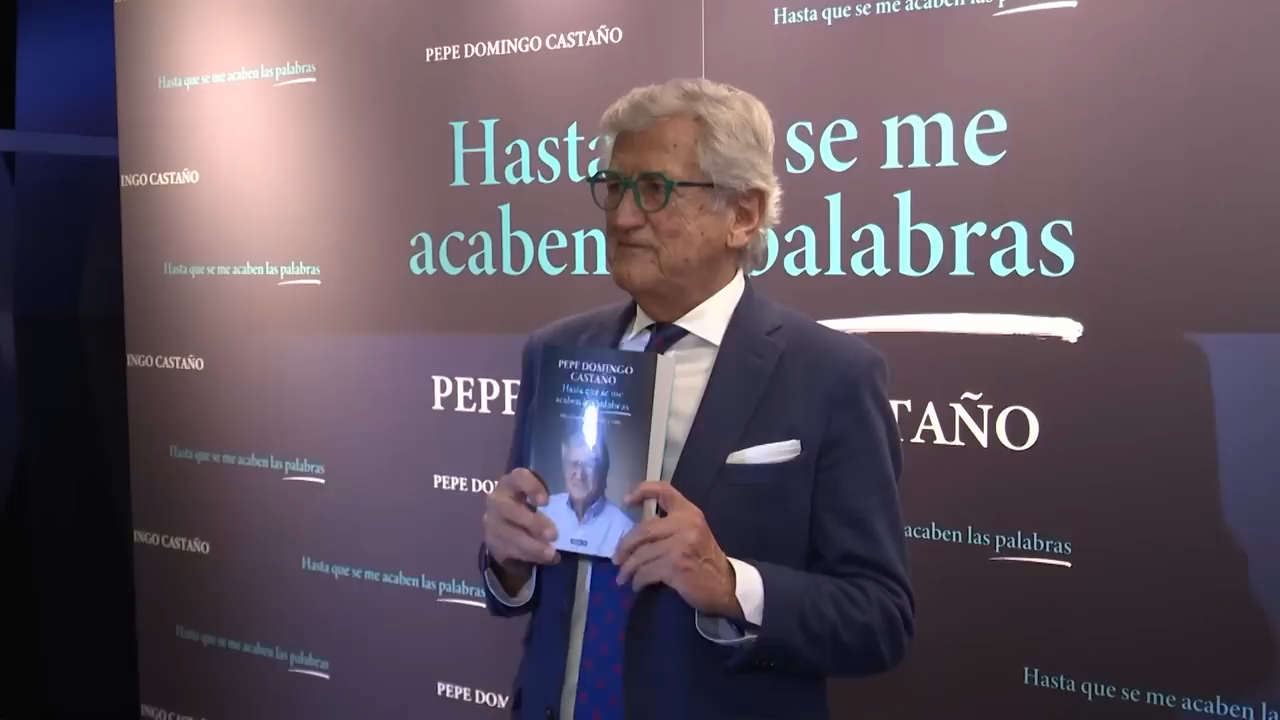 Hasta que se me acaben las
PEPE DOMINGO CASTAÑO
Hasta que se me acaben las palabras
Hasta se me
acaben palabras
INGO CASTAÑO
Hasta que se me acaben las palabras
INGO CASTAÑO
PEPE TAÑO
PEPE DOMINGO
CASTAÑO
Hasta que se me
acaben las palabras
Hasta que se me acaben las palabras
PEPE DO
acaben las palabras
INGO CASTAÑO
Hasta que se me acaben las palabras
Hasta que se me acaben las palabras
PEPE DOM
Hasta que se me acaben la
INGO CASTAÑO